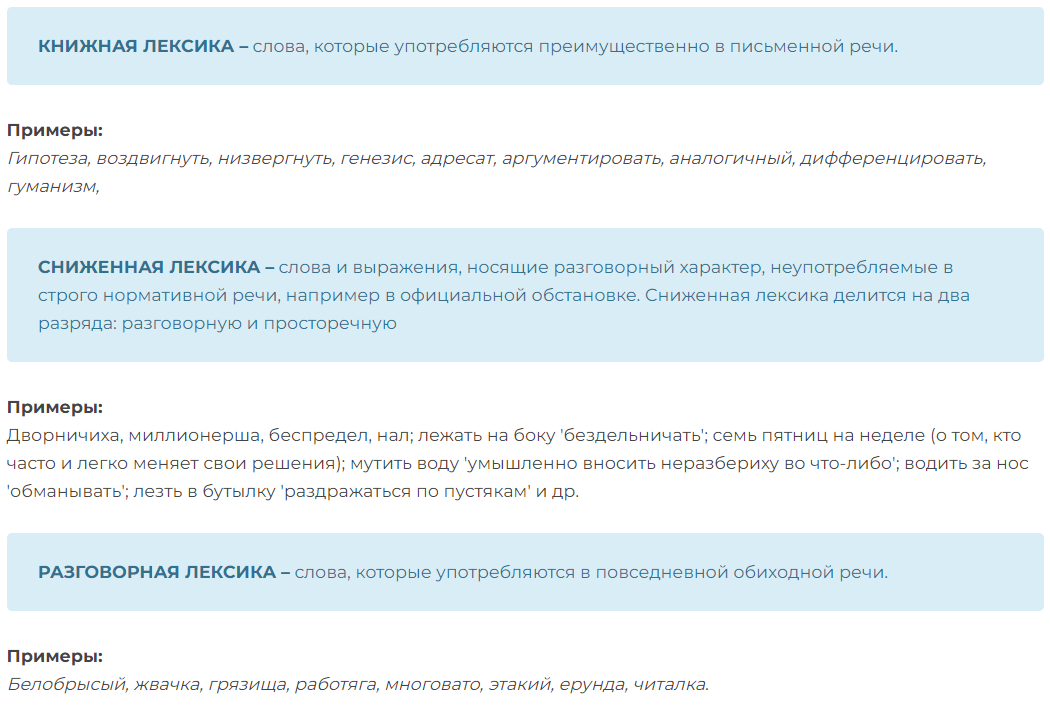 КНИЖНАЯ ЛЕКСИКА – слова, которые употребляются преимущественно в письменной речи.
Примеры:
Гипотеза, воздвигнуть, низвергнуть, генезис, адресат, аргументировать, аналогичный, дифференцировать,
гуманизм,
СНИЖЕННАЯ ЛЕКСИКА – слова и выражения, носящие разговорный характер, неупотребляемые в
строго нормативной речи, например в официальной обстановке. Сниженная лексика делится на два
разряда: разговорную и просторечную
Примеры:
Дворничиха, миллионерша, беспредел, нал; лежать на боку 'бездельничать'; семь пятниц на неделе (о том, кто
часто и легко меняет свои решения); мутить воду 'умышленно вносить неразбериху во что-либо'; водить за нос
'обманывать'; лезть в бутылку 'раздражаться по пустякам' и др.
РАЗГОВОРНАЯ ЛЕКСИКА – слова, которые употребляются в повседневной обиходной речи.
Примеры:
Белобрысый, жвачка, грязища, работяга, многовато, этакий, ерунда, читалка.